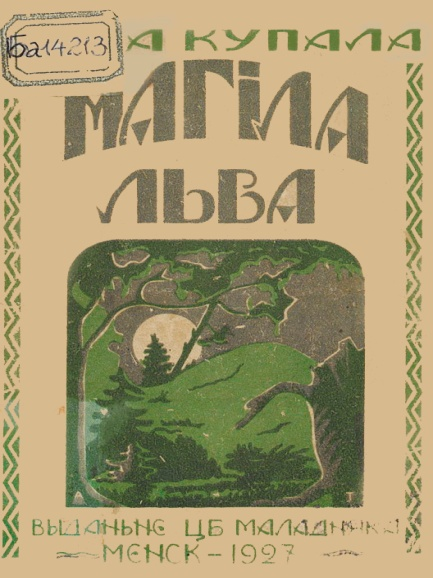 Ба14213
А КУПАЛА
МАГІЛА
ЛЬВА
А Т
ВЫДАНЬНЕ ЦБ МАЛАДНЯКА
МЕНСК – 1927